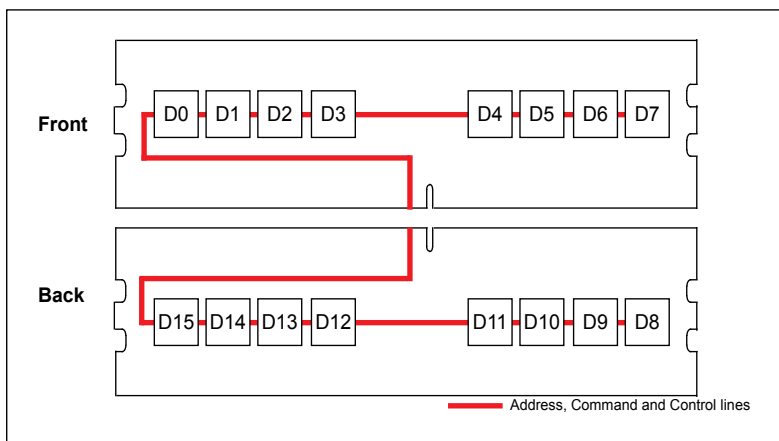 Front
D0 D1 D2 D3 D4 D5 D6 D7
Back
D15 D14 D13 D12 D11 D10 D9 D8
Address, Command and Control lines